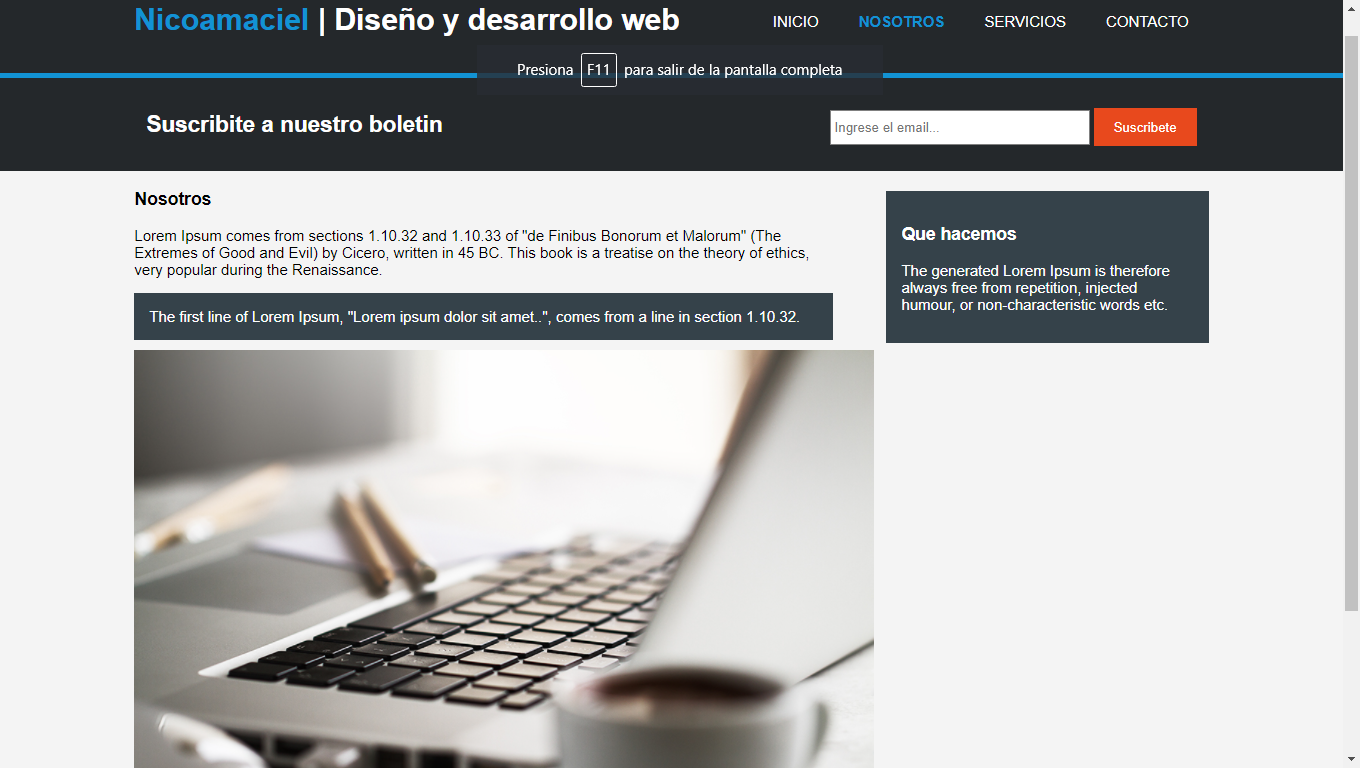 Nicoamaciel | Diseño y desarrollo web
INICIO
NOSOTROS
SERVICIOS
CONTACTO
Presiona F11 para salir de la pantalla completa
Suscribite a nuestro boletin
Ingrese el email...
Suscribete
Nosotros
Lorem Ipsum comes from sections 1.10.32 and 1.10.33 of "de Finibus Bonorum et Malorum" (The
Extremes of Good and Evil) by Cicero, written in 45 BC. This book is a treatise on the theory of ethics,
very popular during the Renaissance.
The first line of Lorem Ipsum, "Lorem ipsum dolor sit amet..", comes from a line in section 1.10.32.
Que hacemos
The generated Lorem Ipsum is therefore
always free from repetition, injected
humour, or non-characteristic words etc.